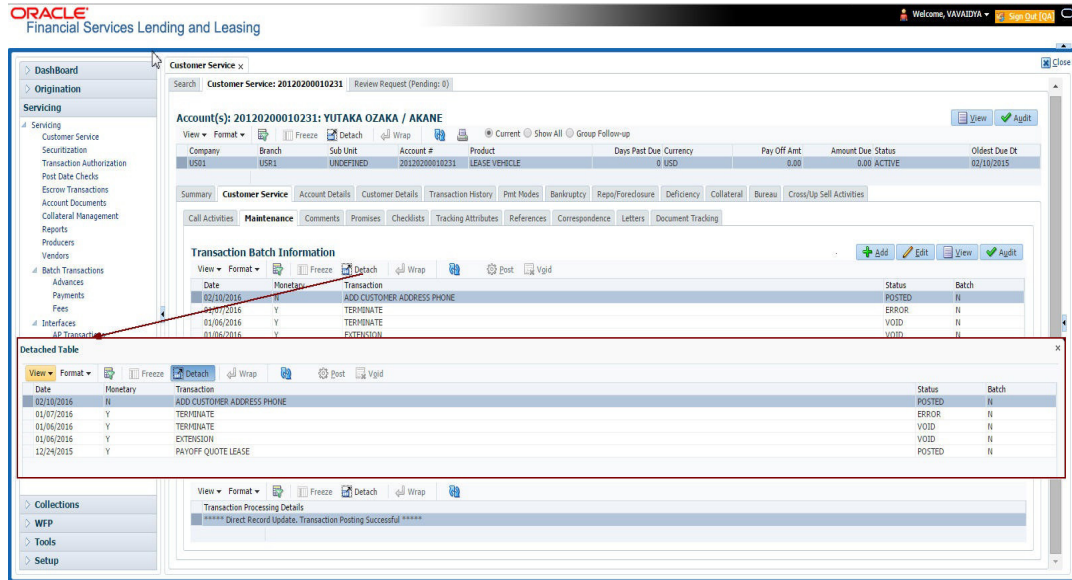 ORACLE
Financial Services Lending and Leasing
Welcome, VAVAIDYA
Sign Out [QA]
Close
DashBoard
Origination
Servicing
Servicing
Customer Service
Securitization
Transaction Authorization
Post Date Checks
Escrow Transactions
Account Documents
Collateral Management
Reports
Producers
Vendors
Batch Transactions
Advances
Payments
Fees
Interfaces
AP Transactio
Customer Service x
Search Customer Service: 20120200010231 Review Request (Pending: 0)
Account(s): 20120200010231: YUTAKA OZAKA / AKANE
View Audit
View Format Freeze Detach Wrap Current Show All Group Follow-up
Company Branch Sub Unit Account # Product Days Past Due Currency Pay Off Amt Amount Due Status Oldest Due Dt
US01 USR1 UNDEFINED 20120200010231 LEASE VEHICLE 0 USD 0.00 0.00 ACTIVE 02/10/2015
Summary Customer Service Account Details Customer Details Transaction History Pmt Modes Bankruptcy Repo/Foreclosure Deficiency Collateral Bureau Cross/Up Sell Activities
Call Activities Maintenance Comments Promises Checklists Tracking Attributes References Correspondence Letters Document Tracking
Transaction Batch Information
Add Edit View Audit
View Format Freeze Detach Wrap Post Void
Date Monetary Transaction Status Batch
02/10/2016 N ADD CUSTOMER ADDRESS PHONE POSTED N
01/07/2016 Y TERMINATE ERROR N
01/06/2016 Y TERMINATE VOID N
01/06/2016 Y EXTENSION VOID N
Detached Table x
View Format Freeze Detach Wrap Post Void
Date Monetary Transaction Status Batch
02/10/2016 N ADD CUSTOMER ADDRESS PHONE POSTED N
01/07/2016 Y TERMINATE ERROR N
01/06/2016 Y TERMINATE VOID N
01/06/2016 Y EXTENSION VOID N
12/24/2015 Y PAYOFF QUOTE LEASE POSTED N
View Format Freeze Detach Wrap
Transaction Processing Details
***** Direct Record Update. Transaction Posting Successful *****
Collections
WFP
Tools
Setup